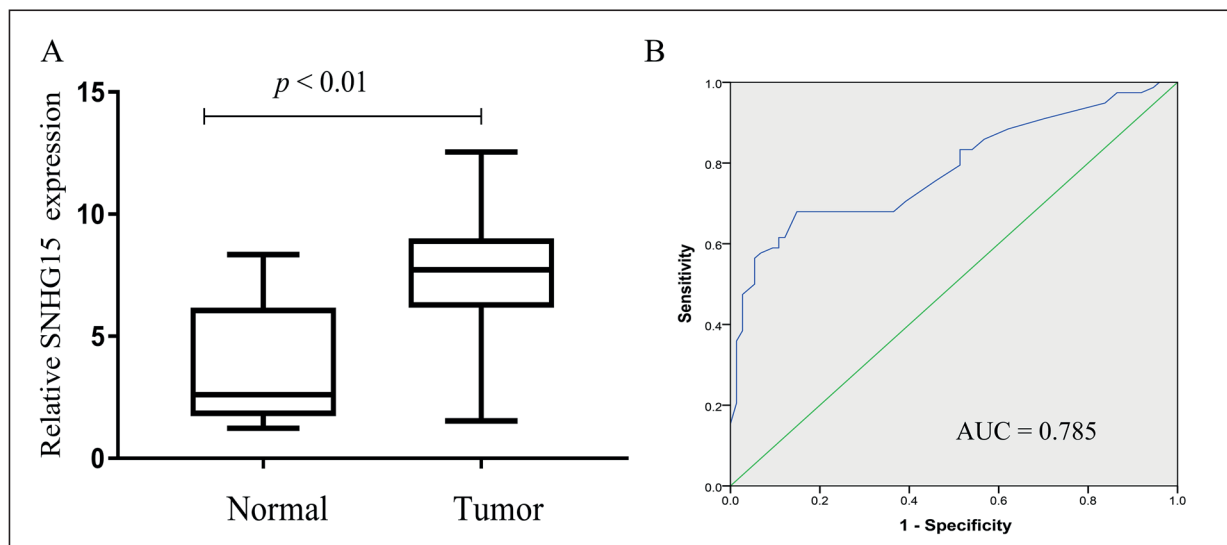 A
p < 0.01
Relative SNHG15 expression
15
10
5
0
Normal
Tumor
B
Sensitivity
1.0
0.8
0.6
0.4
0.2
0.0
AUC = 0.785
0.0 0.2 0.4 0.6 0.8 1.0
1 - Specificity